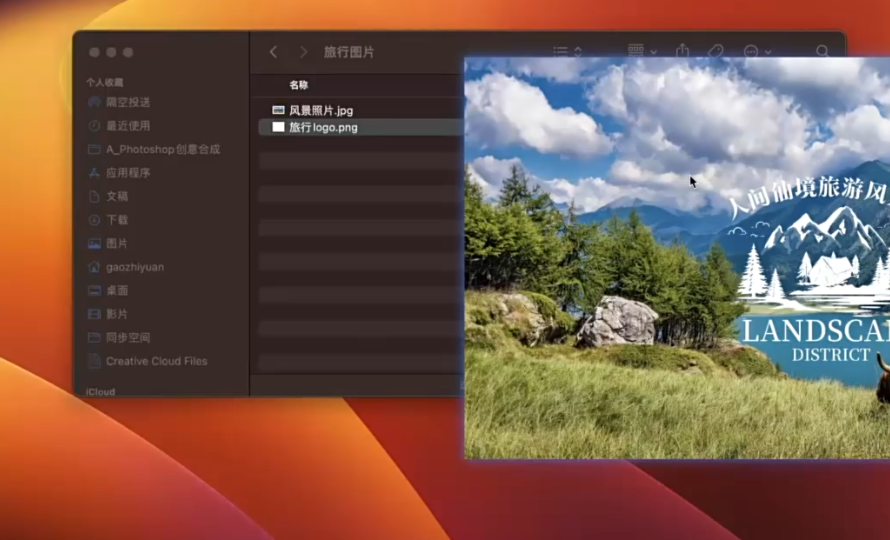 旅行图片
个人收藏
隔空投送
最近使用
A_Photoshop创意合成
应用程序
文稿
下载
图片
gaozhiyuan
桌面
影片
同步空间
Creative Cloud Files
iCloud
名称
风景照片.jpg
旅行logo.png
人间仙境旅游风
LANDSCA
DISTRICT